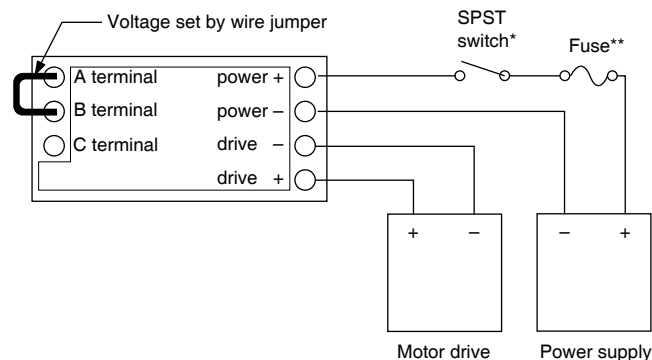 Voltage set by wire jumper
SPST
switch*
Fuse**
A terminal
power +
B terminal
power –
C terminal
drive –
drive +
+ –
– +
Motor drive
Power supply